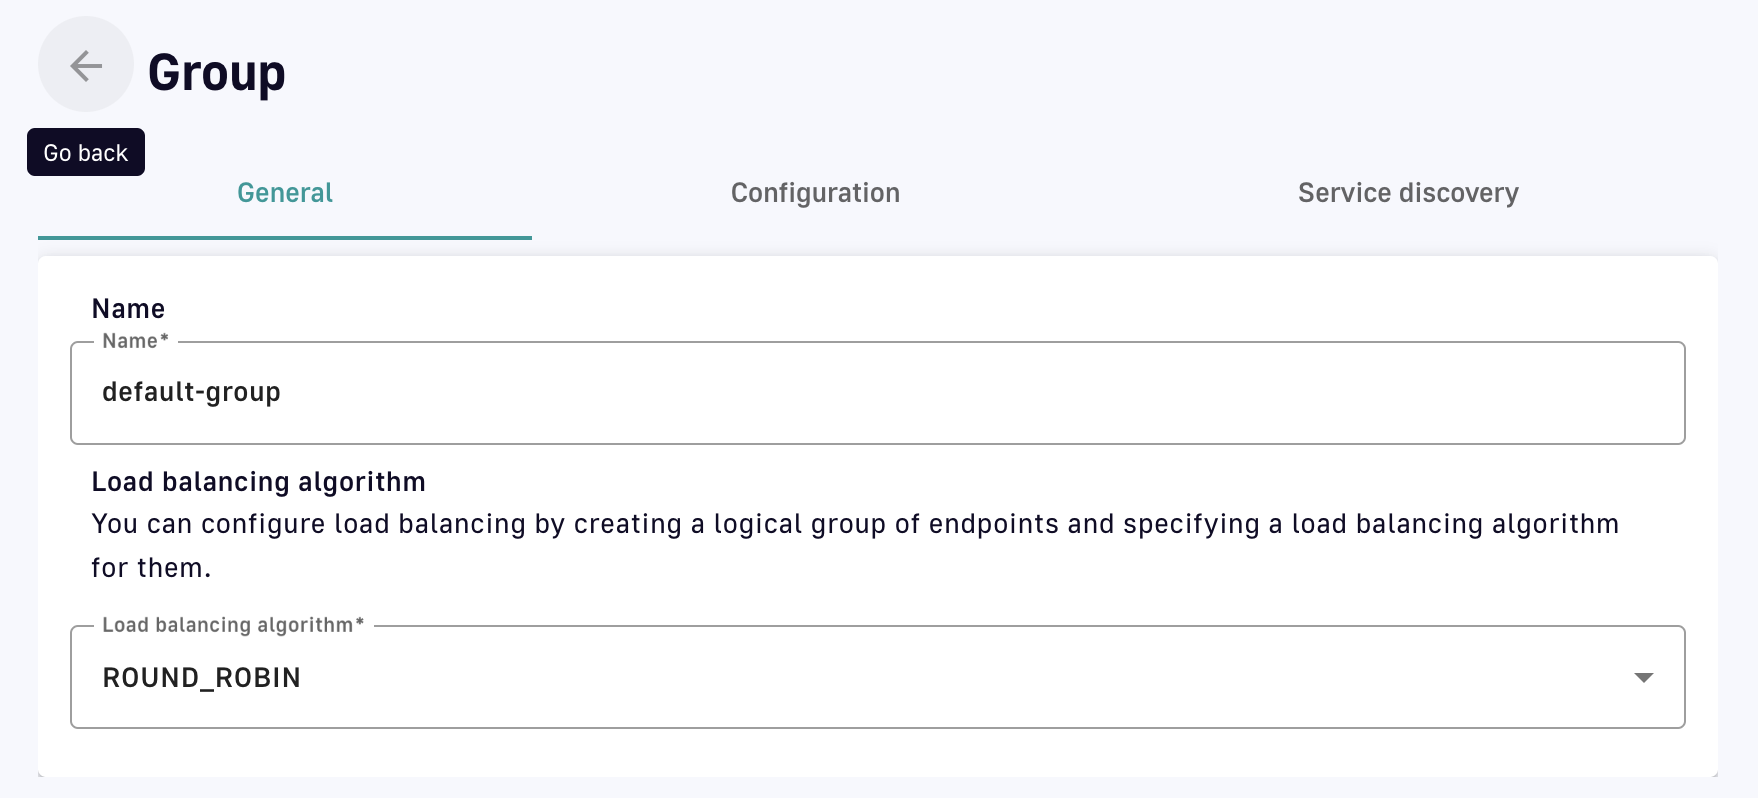 Group
Go back
General
Configuration
Service discovery
Name
Name*
default-group
Load balancing algorithm
You can configure load balancing by creating a logical group of endpoints and specifying a load balancing algorithm
for them.
Load balancing algorithm*
ROUND_ROBIN